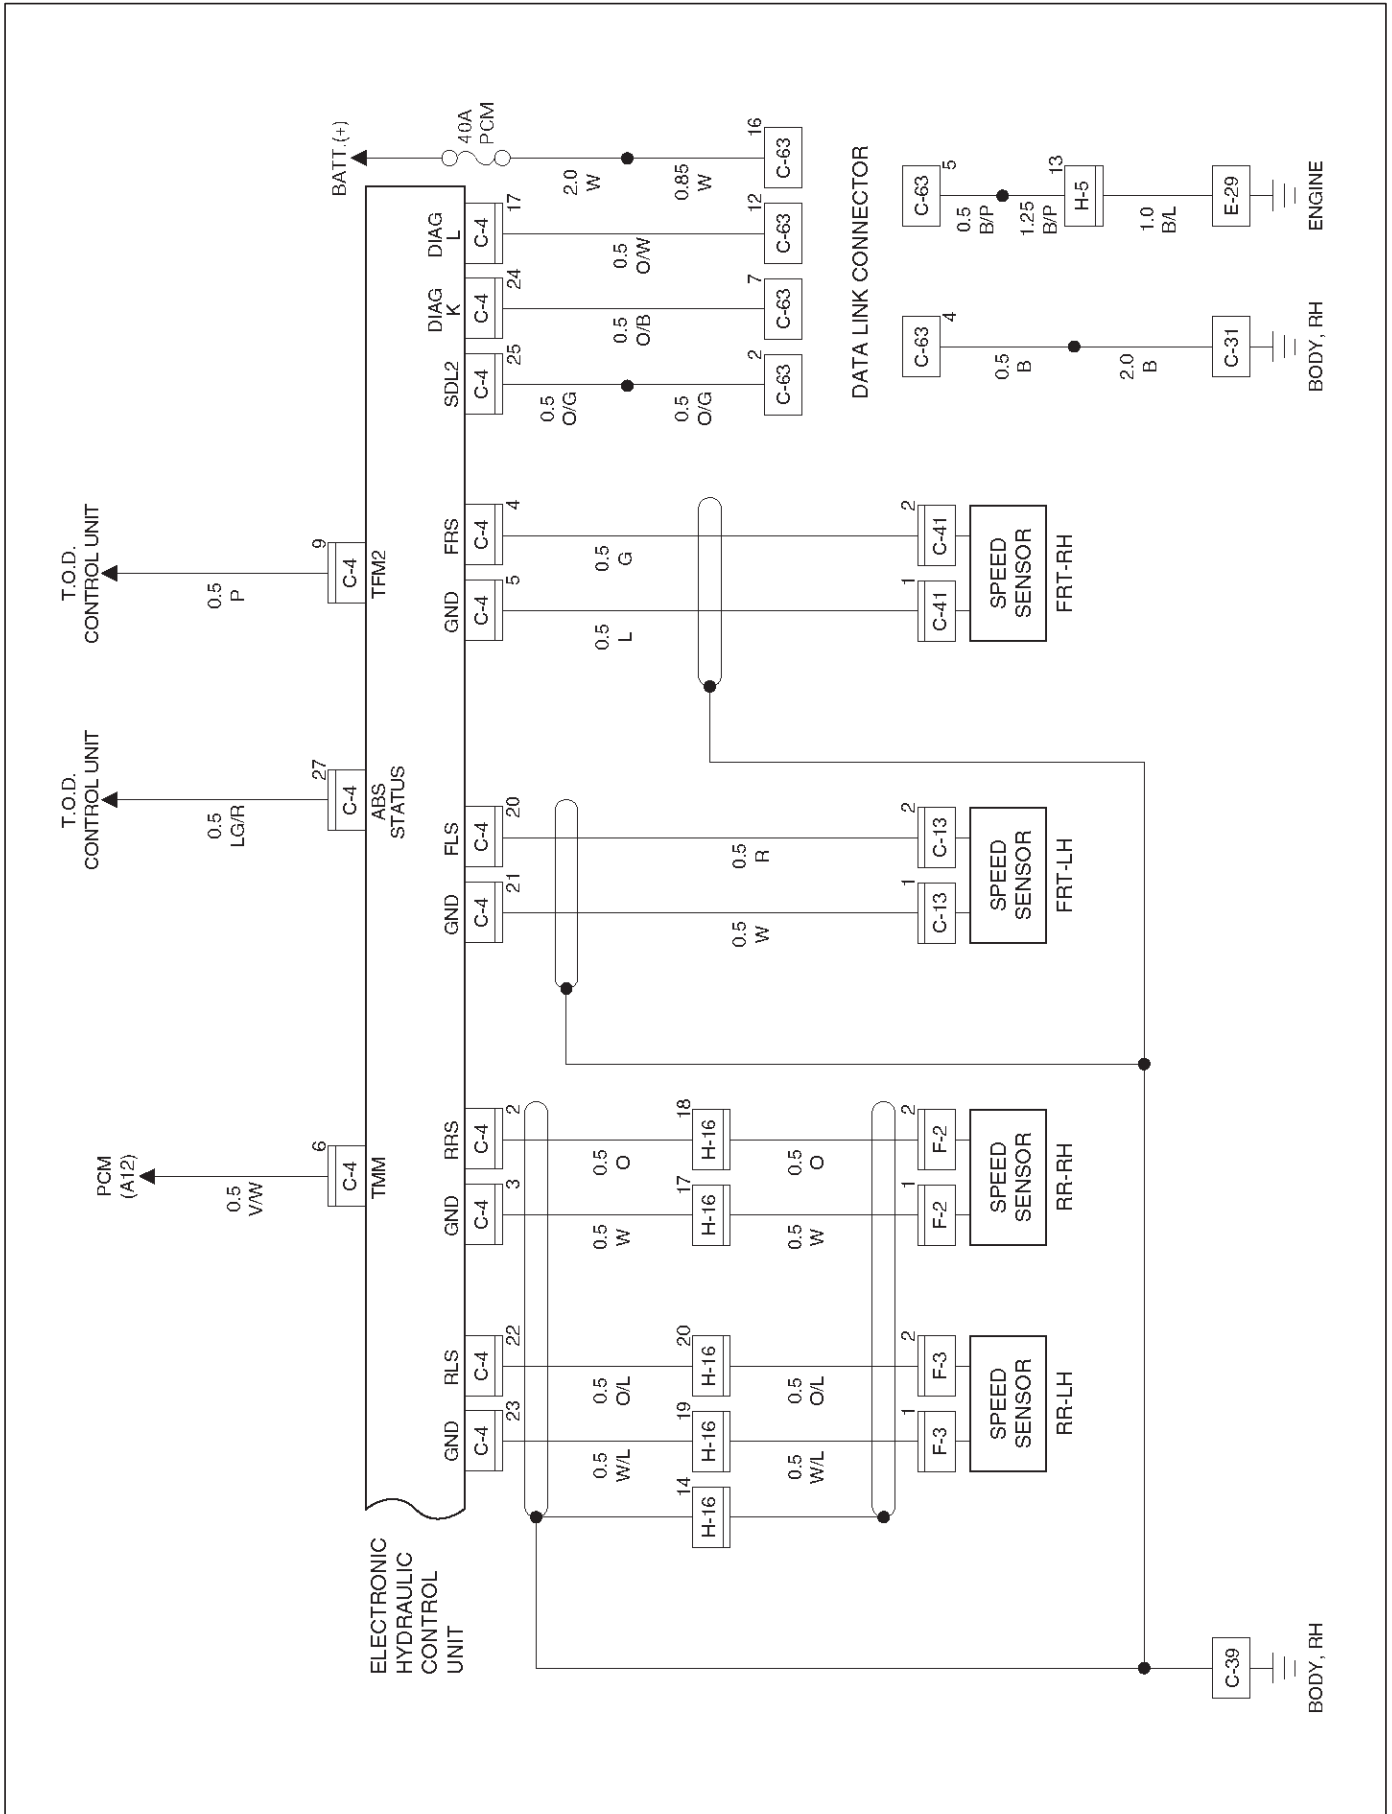 PCM
(A12)
0.5
V/W
6
C-4
TMM
T.O.D.
CONTROL UNIT
0.5
LG/R
27
C-4
ABS
STATUS
T.O.D.
CONTROL UNIT
0.5
P
9
C-4
TFM2
BATT.(+)
40A
PCM
2.0
W
0.85
W
16
C-63
ELECTRONIC
HYDRAULIC
CONTROL
UNIT
GND
C-4
23
RLS
C-4
22
GND
C-4
3
RRS
C-4
2
GND
C-4
21
FLS
C-4
20
GND
C-4
5
FRS
C-4
4
SDL2
C-4
25
DIAG
K
C-4
24
DIAG
L
C-4
17
0.5
W/L
0.5
O/L
0.5
W
0.5
O
0.5
W
0.5
R
0.5
L
0.5
G
0.5
O/G
0.5
O/G
0.5
O/B
0.5
O/W
14
H-16
19
H-16
20
H-16
17
H-16
18
H-16
0.5
W/L
0.5
O/L
0.5
W
0.5
O
2
C-63
7
C-63
12
C-63
DATA LINK CONNECTOR
1
F-3
2
F-3
SPEED
SENSOR
RR-LH
1
F-2
2
F-2
SPEED
SENSOR
RR-RH
1
C-13
2
C-13
SPEED
SENSOR
FRT-LH
1
C-41
2
C-41
SPEED
SENSOR
FRT-RH
C-63
4
0.5
B
2.0
B
C-31
BODY, RH
C-63
5
0.5
B/P
1.25
B/P
13
H-5
1.0
B/L
E-29
ENGINE
C-39
BODY, RH